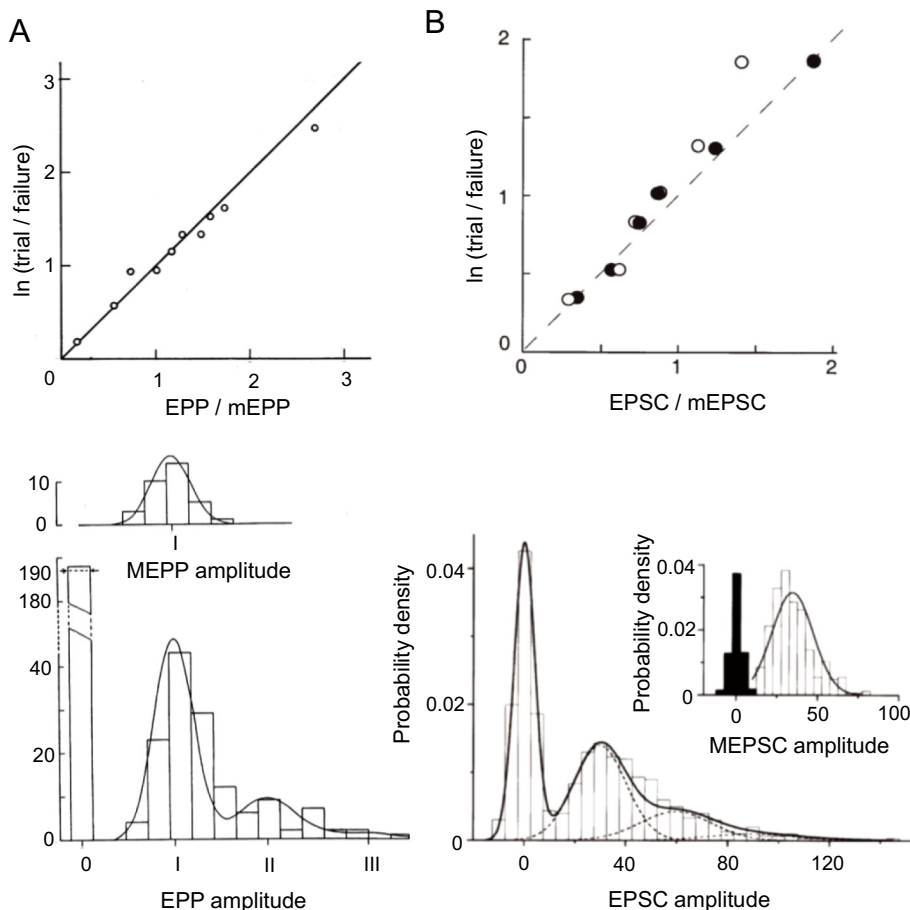 A
3
2
1
0
1
2
3
ln (trial / failure)
EPP / mEPP
B
2
1
0
0
1
2
ln (trial / failure)
EPSC / mEPSC
10
0
I
MEPP amplitude
190
180
40
20
0
0
I
II
III
EPP amplitude
Probability density
0.04
0.02
0
0
40
80
120
EPSC amplitude
Probability density
0.04
0.02
0
0
50
100
MEPSC amplitude